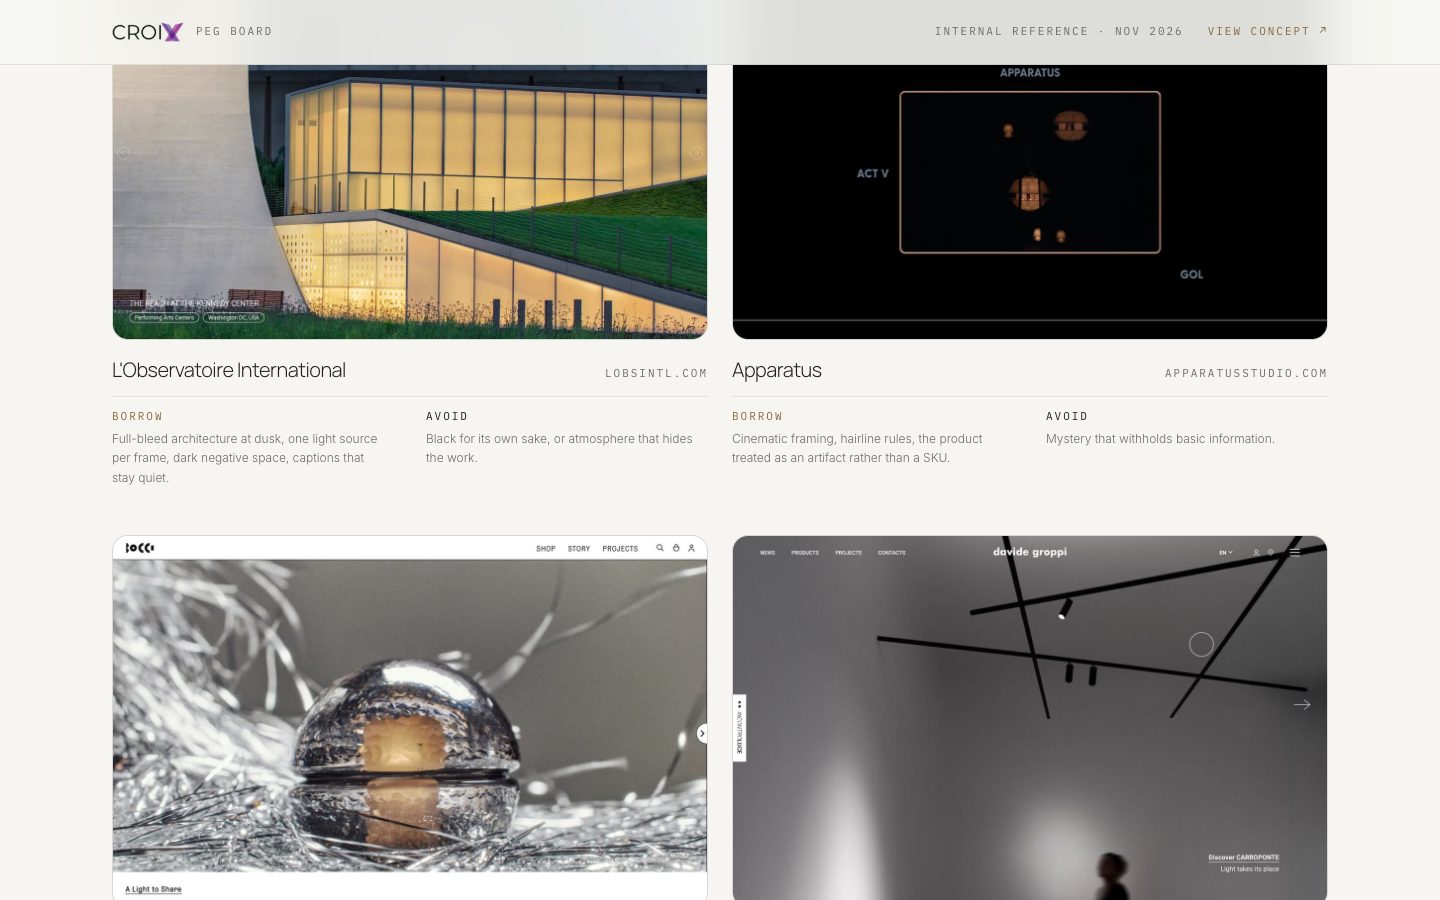 CROIX PEG BOARD
INTERNAL REFERENCE · NOV 2026 VIEW CONCEPT ↗
THE REACH AT THE KENNEDY CENTER
Performing Arts Centers Washington DC, USA
APPARATUS
ACT V
GOL
L'Observatoire International
LOBSINTL.COM
BORROW
Full-bleed architecture at dusk, one light source
per frame, dark negative space, captions that
stay quiet.
AVOID
Black for its own sake, or atmosphere that hides
the work.
Apparatus
APPARATUSSTUDIO.COM
BORROW
Cinematic framing, hairline rules, the product
treated as an artifact rather than a SKU.
AVOID
Mystery that withholds basic information.
BOCCI
SHOP STORY PROJECTS
A Light to Share
NEWS PRODUCTS PROJECTS CONTACTS
davide groppi
EN
INCONTROLUCE
Discover CARROPONTE
Light takes its place